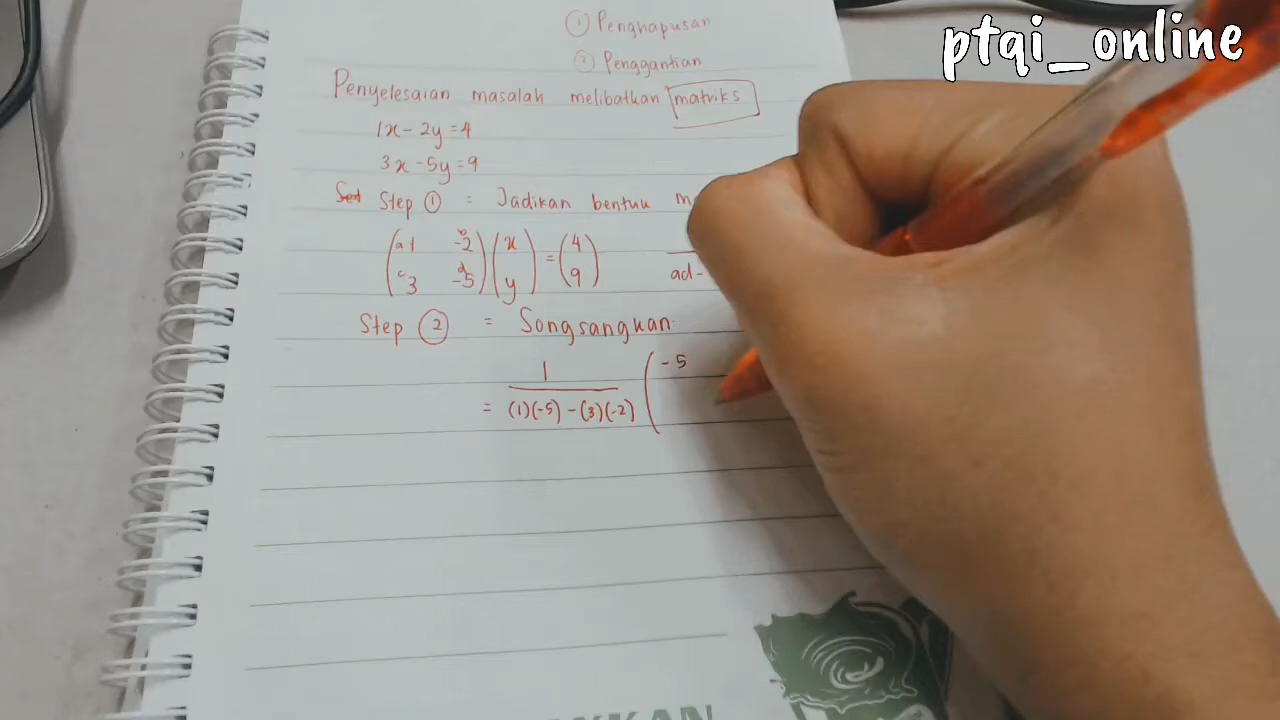 ptqi_online
① Penghapusan
② Penggantian
Penyelesaian masalah melibatkan matriks
1x - 2y = 4
3x - 5y = 9
Step ① = Jadikan bentuk
(a1 b-2) (x) = (4)
(c3 d-5) (y) (9) ad-
Step ② = Songsangkan
1 (-5
= (1)(-5) - (3)(-2)